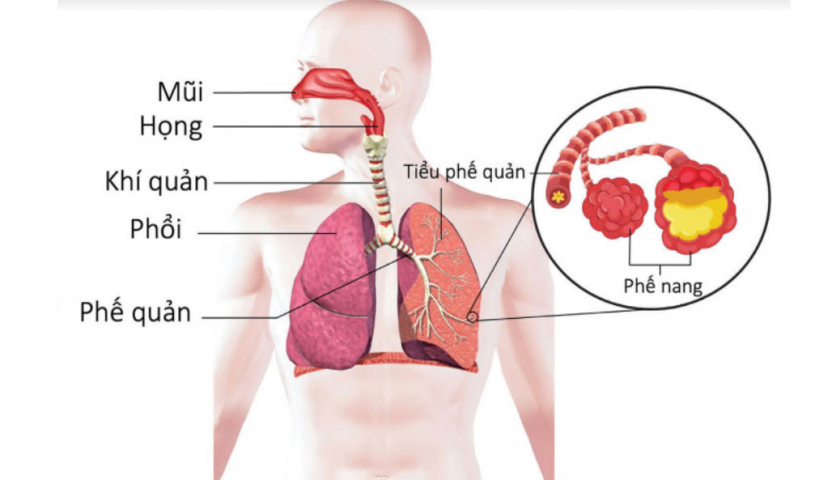 Mũi
Họng
Khí quản
Phổi
Phế quản
Tiểu phế quản
Phế nang